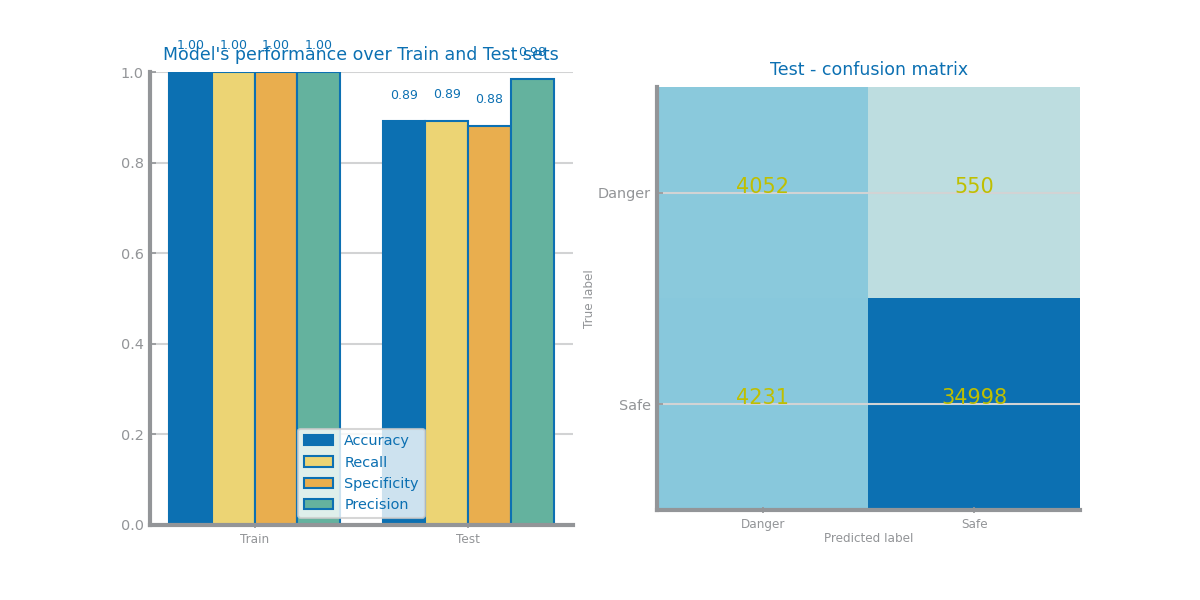 Model's performance over Train and Test sets
1.00 1.00 1.00 1.00
0.98
0.89 0.89 0.88
1.0
0.8
0.6
0.4
0.2
0.0
Accuracy
Recall
Specificity
Precision
Train Test
Test - confusion matrix
True label
Danger 4052 550
Safe 4231 34998
Danger Safe
Predicted label